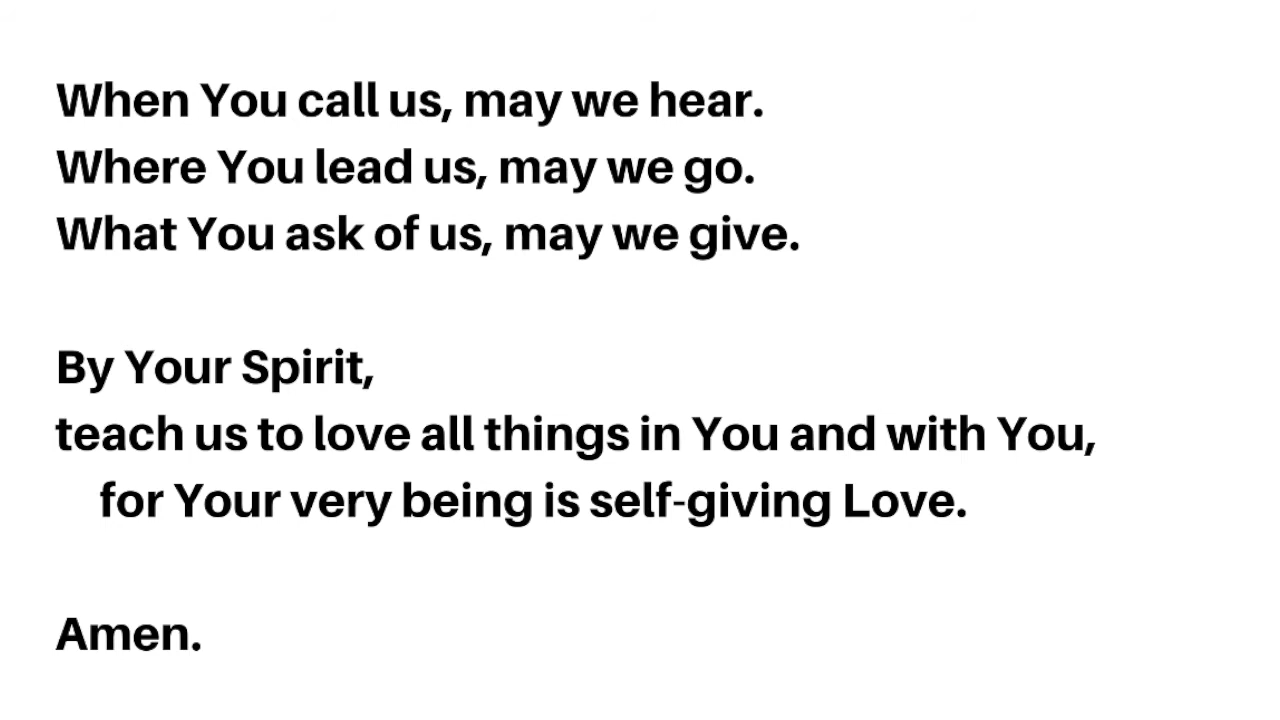 When You call us, may we hear.
Where You lead us, may we go.
What You ask of us, may we give.
By Your Spirit,
teach us to love all things in You and with You,
for Your very being is self-giving Love.
Amen.